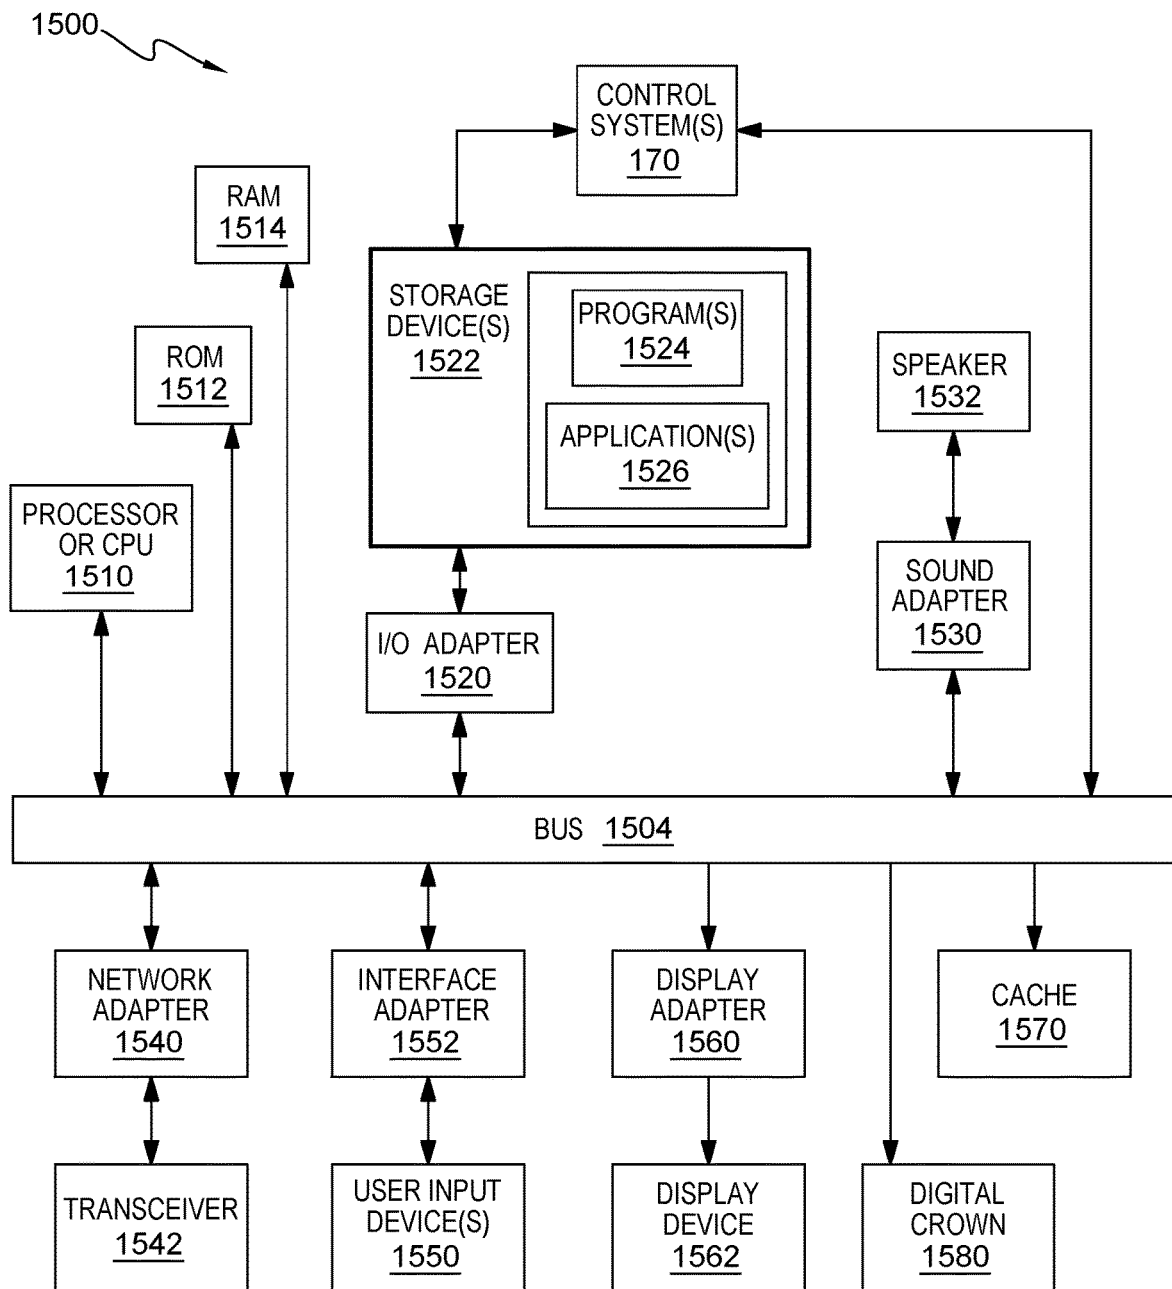 1500
CONTROL
SYSTEM(S)
170
RAM
1514
STORAGE
DEVICE(S)
1522
PROGRAM(S)
1524
APPLICATION(S)
1526
ROM
1512
SPEAKER
1532
PROCESSOR
OR CPU
1510
I/O ADAPTER
1520
SOUND
ADAPTER
1530
BUS 1504
NETWORK
ADAPTER
1540
INTERFACE
ADAPTER
1552
DISPLAY
ADAPTER
1560
CACHE
1570
TRANSCEIVER
1542
USER INPUT
DEVICE(S)
1550
DISPLAY
DEVICE
1562
DIGITAL
CROWN
1580